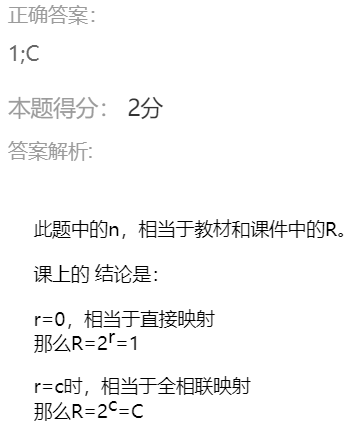 正确答案：
1;C
本题得分： 2分
答案解析:
此题中的n，相当于教材和课件中的R。
课上的 结论是：
r=0，相当于直接映射
那么R=2^r=1
r=c时，相当于全相联映射
那么R=2^c=C